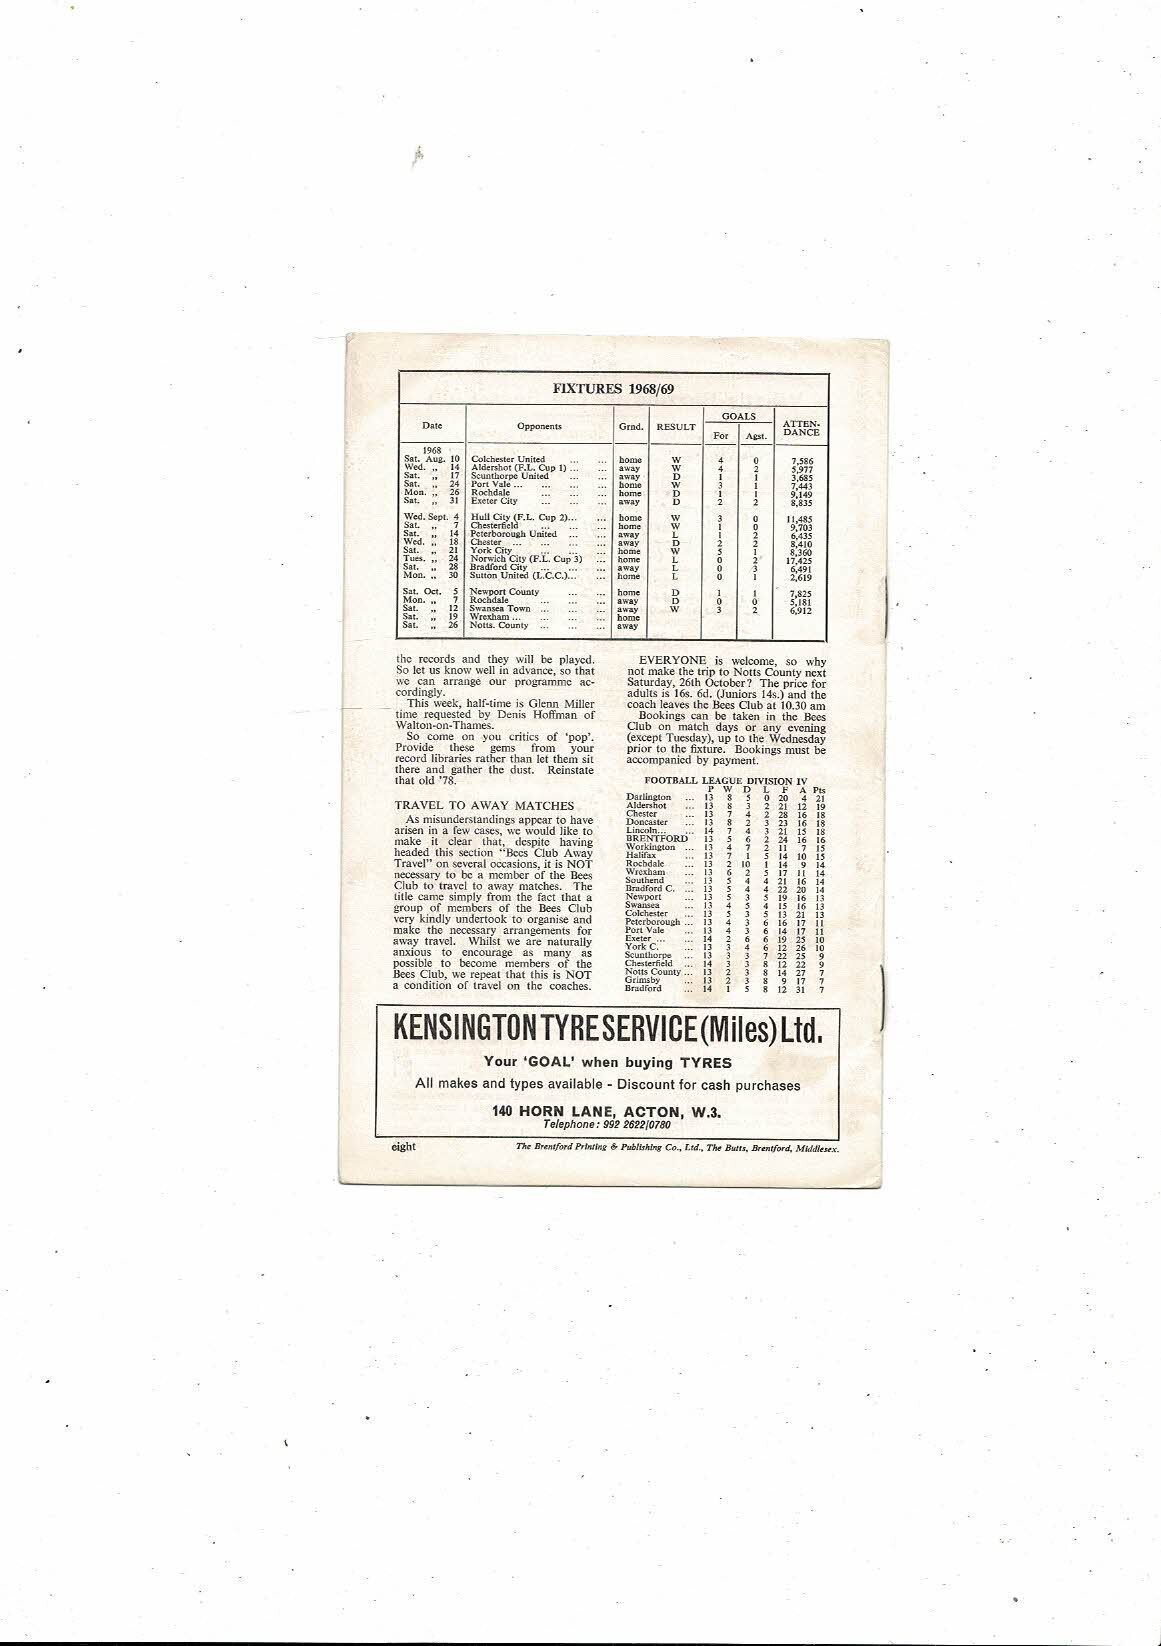 FIXTURES 1968/69
Date Opponents Grnd. RESULT GOALS ATTEN-
For Agst. DANCE
1968
Sat. Aug. 10 Colchester United ... ... home W 4 0 7,586
Wed. „ 14 Aldershot (F.L. Cup 1) ... ... away W 4 2 5,977
Sat. „ 17 Scunthorpe United ... ... away D 1 1 3,685
Sat. „ 24 Port Vale ... ... ... ... home W 3 1 7,443
Mon. „ 26 Rochdale ... ... ... home D 1 1 9,149
Sat. „ 31 Exeter City ... ... ... away D 2 2 8,835
Wed. Sept. 4 Hull City (F.L. Cup 2)... ... home W 3 0 11,485
Sat. „ 7 Chesterfield ... ... ... home W 1 0 9,703
Sat. „ 14 Peterborough United ... ... away L 1 2 6,435
Wed. „ 18 Chester ... ... ... ... away D 2 2 8,410
Sat. „ 21 York City ... ... ... home W 5 1 8,360
Tues. „ 24 Norwich City (F.L. Cup 3) ... home L 0 2 17,425
Sat. „ 28 Bradford City ... ... ... away L 0 3 6,491
Mon. „ 30 Sutton United (L.C.C.)... ... home L 0 1 2,619
Sat. Oct. 5 Newport County ... ... home D 1 1 7,825
Mon. „ 7 Rochdale ... ... ... away D 0 0 5,181
Sat. „ 12 Swansea Town ... ... ... away W 3 2 6,912
Sat. „ 19 Wrexham ... ... ... ... home
Sat. „ 26 Notts. County ... ... ... away
the records and they will be played.
So let us know well in advance, so that
we can arrange our programme ac-
cordingly.
This week, half-time is Glenn Miller
time requested by Denis Hoffman of
Walton-on-Thames.
So come on you critics of 'pop'.
Provide these gems from your
record libraries rather than let them sit
there and gather the dust. Reinstate
that old '78.
TRAVEL TO AWAY MATCHES
As misunderstandings appear to have
arisen in a few cases, we would like to
make it clear that, despite having
headed this section "Bees Club Away
Travel" on several occasions, it is NOT
necessary to be a member of the Bees
Club to travel to away matches. The
title came simply from the fact that a
group of members of the Bees Club
very kindly undertook to organise and
make the necessary arrangements for
away travel. Whilst we are naturally
anxious to encourage as many as
possible to become members of the
Bees Club, we repeat that this is NOT
a condition of travel on the coaches.
EVERYONE is welcome, so why
not make the trip to Notts County next
Saturday, 26th October? The price for
adults is 16s. 6d. (Juniors 14s.) and the
coach leaves the Bees Club at 10.30 am
Bookings can be taken in the Bees
Club on match days or any evening
(except Tuesday), up to the Wednesday
prior to the fixture. Bookings must be
accompanied by payment.
FOOTBALL LEAGUE DIVISION IV
P W D L F A Pts
Darlington ... 13 8 5 0 20 4 21
Aldershot ... 13 8 3 2 21 12 19
Chester ... 13 7 4 2 28 16 18
Doncaster ... 13 8 2 3 23 16 18
Lincoln... ... 14 7 4 3 21 15 18
BRENTFORD 13 5 6 2 24 16 16
Workington ... 13 4 7 2 11 7 15
Halifax ... 13 7 1 5 14 10 15
Rochdale ... 13 2 10 1 14 9 14
Wrexham ... 13 6 2 5 17 11 14
Southend ... 13 5 4 4 21 16 14
Bradford C. ... 13 5 4 4 22 20 14
Newport ... 13 5 3 5 19 16 13
Swansea ... 13 4 5 4 15 16 13
Colchester ... 13 5 3 5 13 21 13
Peterborough ... 13 4 3 6 16 17 11
Port Vale ... 13 4 3 6 14 17 11
Exeter ... ... 14 2 6 6 19 25 10
York C. ... 13 3 4 6 12 26 10
Scunthorpe ... 13 3 3 7 22 25 9
Chesterfield ... 14 3 3 8 12 22 9
Notts County ... 13 2 3 8 14 27 7
Grimsby ... 13 2 3 8 9 17 7
Bradford ... 14 1 5 8 12 31 7
KENSINGTON TYRE SERVICE (Miles) Ltd.
Your 'GOAL' when buying TYRES
All makes and types available - Discount for cash purchases
140 HORN LANE, ACTON, W.3.
Telephone: 992 2622/0780
eight The Brentford Printing & Publishing Co., Ltd., The Butts, Brentford, Middlesex.